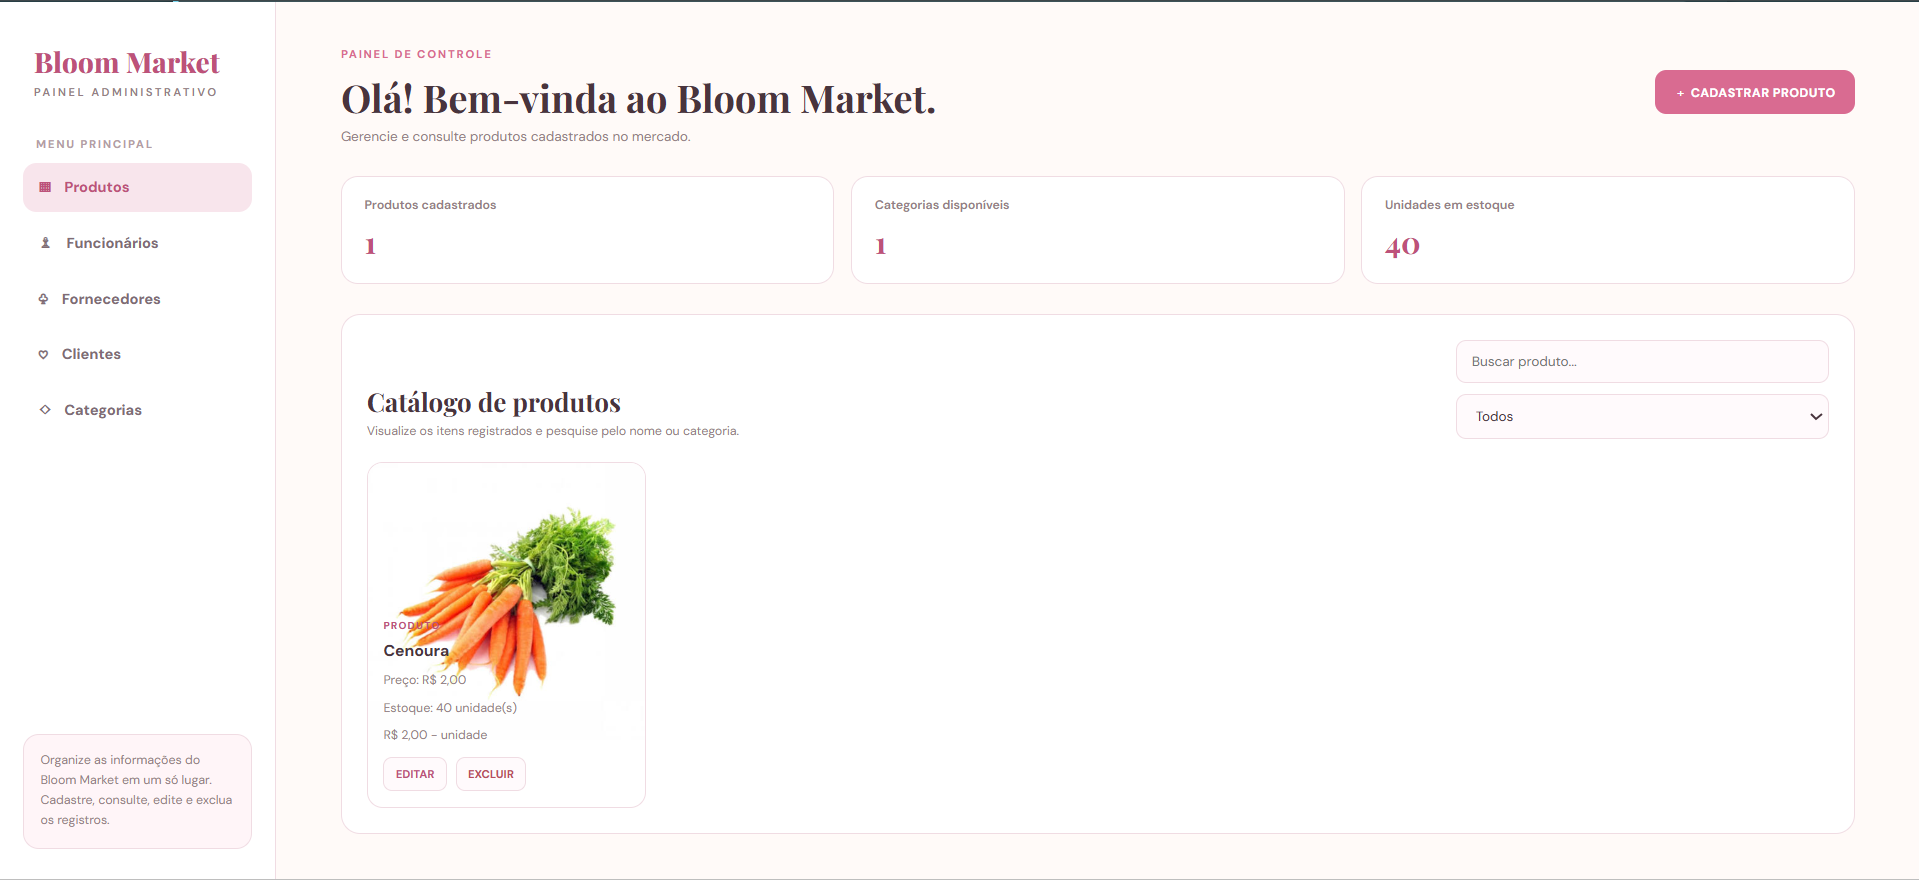 Bloom Market
PAINEL ADMINISTRATIVO
MENU PRINCIPAL
Produtos
Funcionários
Fornecedores
Clientes
Categorias
Organize as informações do
Bloom Market em um só lugar.
Cadastre, consulte, edite e exclua
os registros.
PAINEL DE CONTROLE
Olá! Bem-vinda ao Bloom Market.
Gerencie e consulte produtos cadastrados no mercado.
+ CADASTRAR PRODUTO
Produtos cadastrados
1
Categorias disponíveis
1
Unidades em estoque
40
Buscar produto...
Todos
Catálogo de produtos
Visualize os itens registrados e pesquise pelo nome ou categoria.
PRODUTO
Cenoura
Preço: R$ 2,00
Estoque: 40 unidade(s)
R$ 2,00 - unidade
EDITAR
EXCLUIR